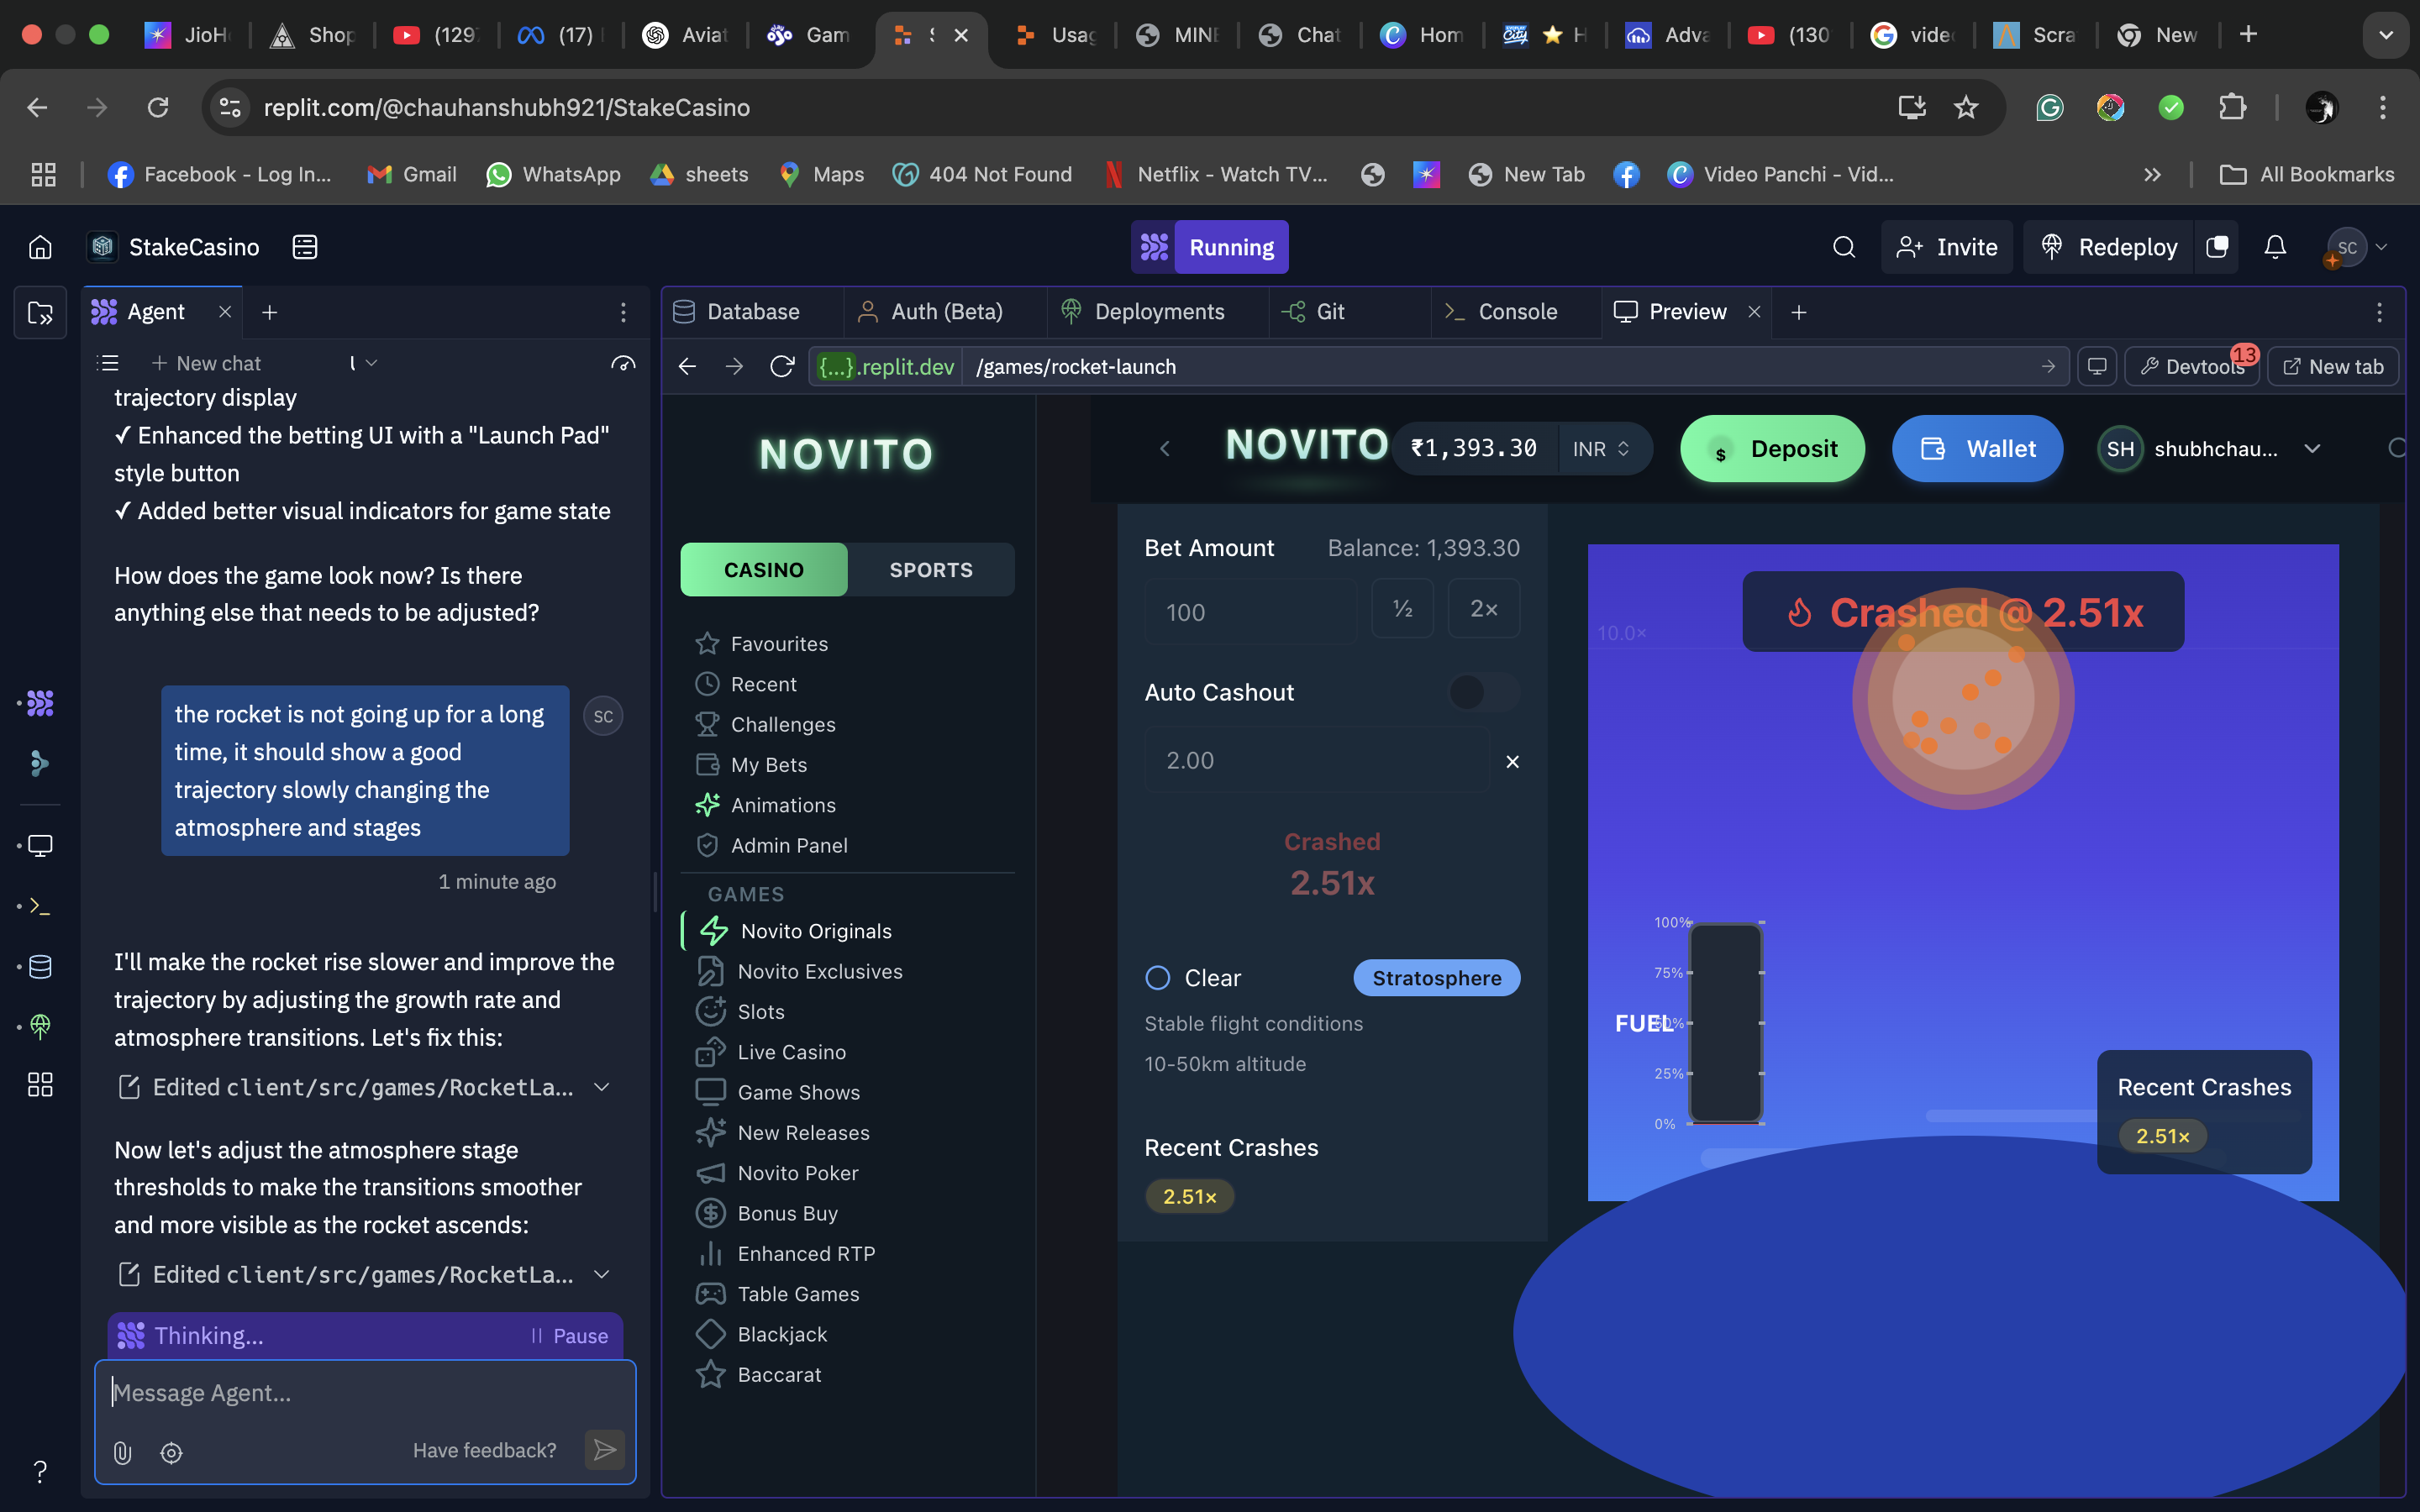 JioH
Shop
(129
(17)
Aviat
Gam
S
Usag
MINE
Chat
Hom
City
H
Adva
(130
vide
Scra
New
replit.com/@chauhanshubh921/StakeCasino
Facebook - Log In...
Gmail
WhatsApp
sheets
Maps
404 Not Found
Netflix - Watch TV...
New Tab
Video Panchi - Vid...
All Bookmarks
StakeCasino
Running
Invite
Redeploy
SC
Agent
New chat
trajectory display
✓ Enhanced the betting UI with a "Launch Pad"
style button
✓ Added better visual indicators for game state
How does the game look now? Is there
anything else that needs to be adjusted?
the rocket is not going up for a long
time, it should show a good
trajectory slowly changing the
atmosphere and stages
SC
1 minute ago
I'll make the rocket rise slower and improve the
trajectory by adjusting the growth rate and
atmosphere transitions. Let's fix this:
Edited client/src/games/RocketLa...
Now let's adjust the atmosphere stage
thresholds to make the transitions smoother
and more visible as the rocket ascends:
Edited client/src/games/RocketLa...
Thinking...
Pause
Message Agent...
Have feedback?
Database
Auth (Beta)
Deployments
Git
Console
Preview
{...}.replit.dev
/games/rocket-launch
Devtools
13
New tab
NOVITO
CASINO
SPORTS
Favourites
Recent
Challenges
My Bets
Animations
Admin Panel
GAMES
Novito Originals
Novito Exclusives
Slots
Live Casino
Game Shows
New Releases
Novito Poker
Bonus Buy
Enhanced RTP
Table Games
Blackjack
Baccarat
NOVITO
₹1,393.30
INR
$ Deposit
Wallet
SH
shubhchau...
Bet Amount
Balance: 1,393.30
100
½
2×
Auto Cashout
2.00
×
Crashed
2.51x
Clear
Stratosphere
Stable flight conditions
10-50km altitude
Recent Crashes
2.51×
Crashed @ 2.51x
10.0×
100%
75%
FUEL
50%
25%
0%
Recent Crashes
2.51×